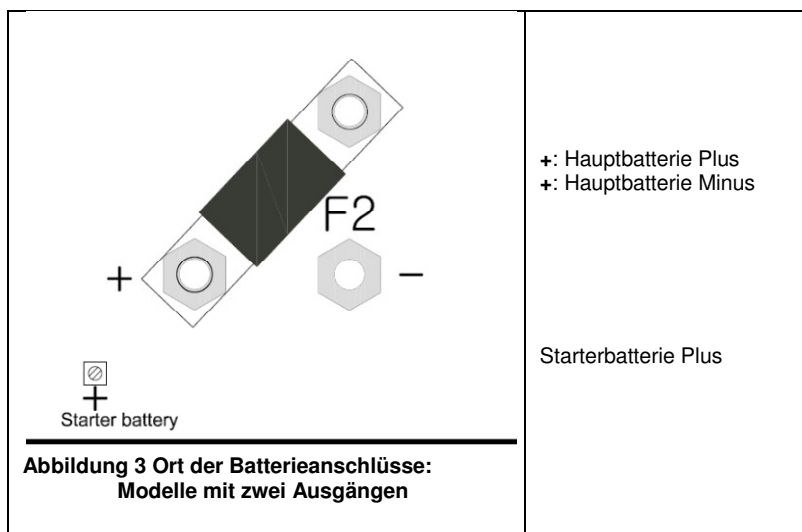 F2
+
−
+
Starter battery
Abbildung 3 Ort der Batterieanschlüsse:
Modelle mit zwei Ausgängen
+: Hauptbatterie Plus
+: Hauptbatterie Minus
Starterbatterie Plus